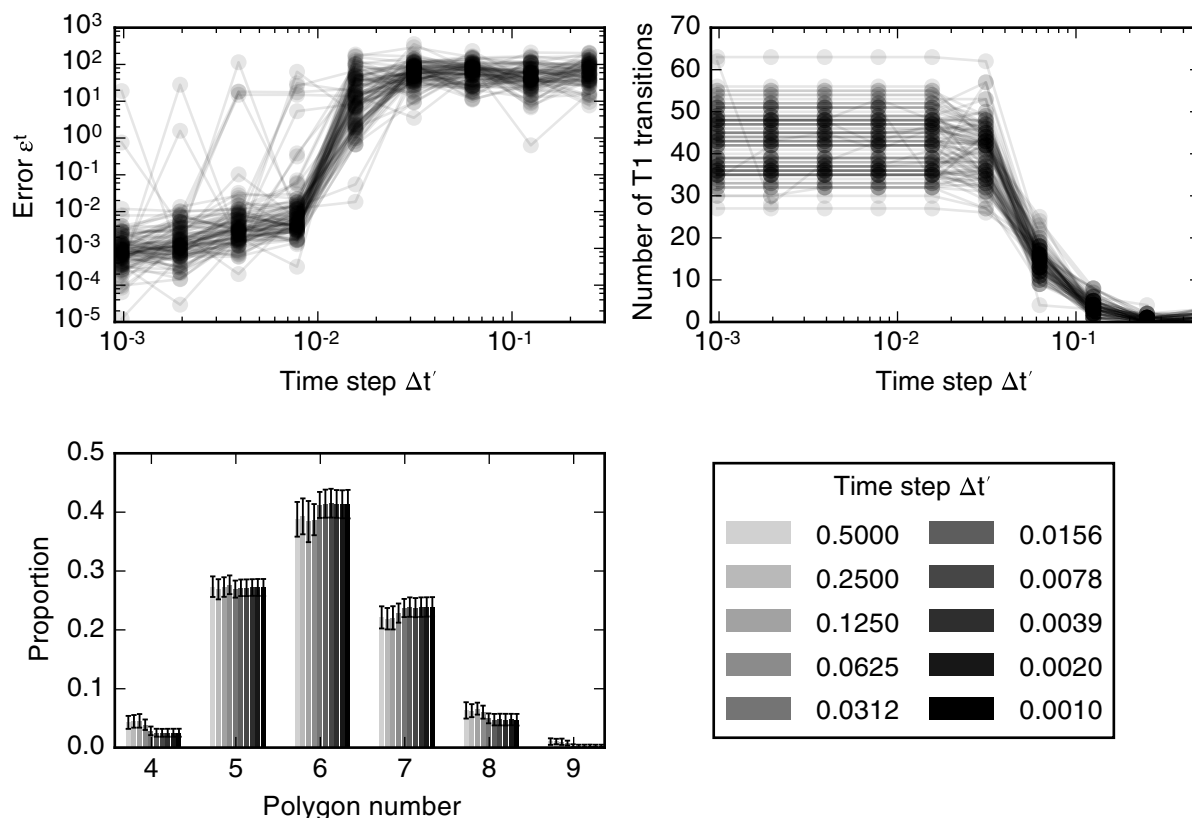 10³
10²
10¹
10⁰
10⁻¹
10⁻²
10⁻³
10⁻⁴
10⁻⁵
Error εᵗ
10⁻³ 10⁻² 10⁻¹
Time step Δt′
70
60
50
40
30
20
10
0
Number of T1 transitions
10⁻³ 10⁻² 10⁻¹
Time step Δt′
0.5
0.4
0.3
0.2
0.1
0.0
Proportion
4 5 6 7 8 9
Polygon number
Time step Δt′
0.5000 0.0156
0.2500 0.0078
0.1250 0.0039
0.0625 0.0020
0.0312 0.0010